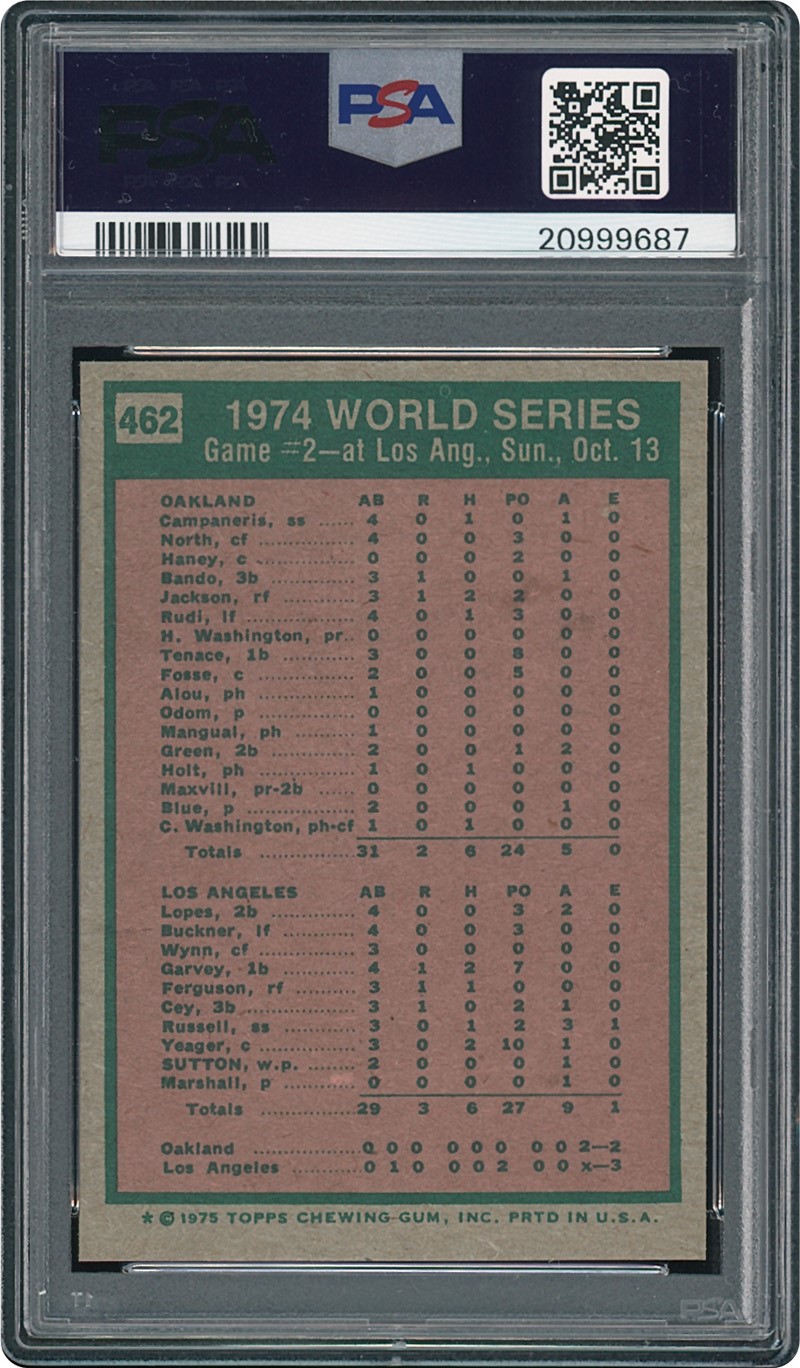 PSA PSA PSA
PSA
PSA PSA PSA
PSA
20999687
462 1974 WORLD SERIES
Game #2—at Los Ang., Sun., Oct. 13
OAKLAND AB R H PO A E
Campaneris, ss ...... 4 0 1 0 1 0
North, cf ................ 4 0 0 3 0 0
Haney, c ................ 0 0 0 2 0 0
Bando, 3b ............. 3 1 0 0 1 0
Jackson, rf ............ 3 1 2 2 0 0
Rudi, lf .................. 4 0 1 3 0 0
H. Washington, pr.. 0 0 0 0 0 0
Tenace, 1b ............ 3 0 0 8 0 0
Fosse, c ................ 2 0 0 5 0 0
Alou, ph ................ 1 0 0 0 0 0
Odom, p ................ 0 0 0 0 0 0
Mangual, ph .......... 1 0 0 0 0 0
Green, 2b .............. 2 0 0 1 2 0
Holt, ph ................. 1 0 1 0 0 0
Maxvill, pr-2b ........ 0 0 0 0 0 0
Blue, p .................. 2 0 0 0 1 0
C. Washington, ph-cf 1 0 1 0 0 0
Totals ................31 2 6 24 5 0
LOS ANGELES AB R H PO A E
Lopes, 2b .............. 4 0 0 3 2 0
Buckner, lf ............ 4 0 0 3 0 0
Wynn, cf ................ 3 0 0 0 0 0
Garvey, 1b ............ 4 1 2 7 0 0
Ferguson, rf .......... 3 1 1 0 0 0
Cey, 3b ................. 3 1 0 2 1 0
Russell, ss ............ 3 0 1 2 3 1
Yeager, c ............... 3 0 2 10 1 0
SUTTON, w.p. ........ 2 0 0 0 1 0
Marshall, p ............ 0 0 0 0 1 0
Totals ................29 3 6 27 9 1
Oakland ....................0 0 0 0 0 0 0 0 2—2
Los Angeles ..............0 1 0 0 0 2 0 0 x—3
* © 1975 TOPPS CHEWING GUM, INC. PRTD IN U.S.A.
PSA